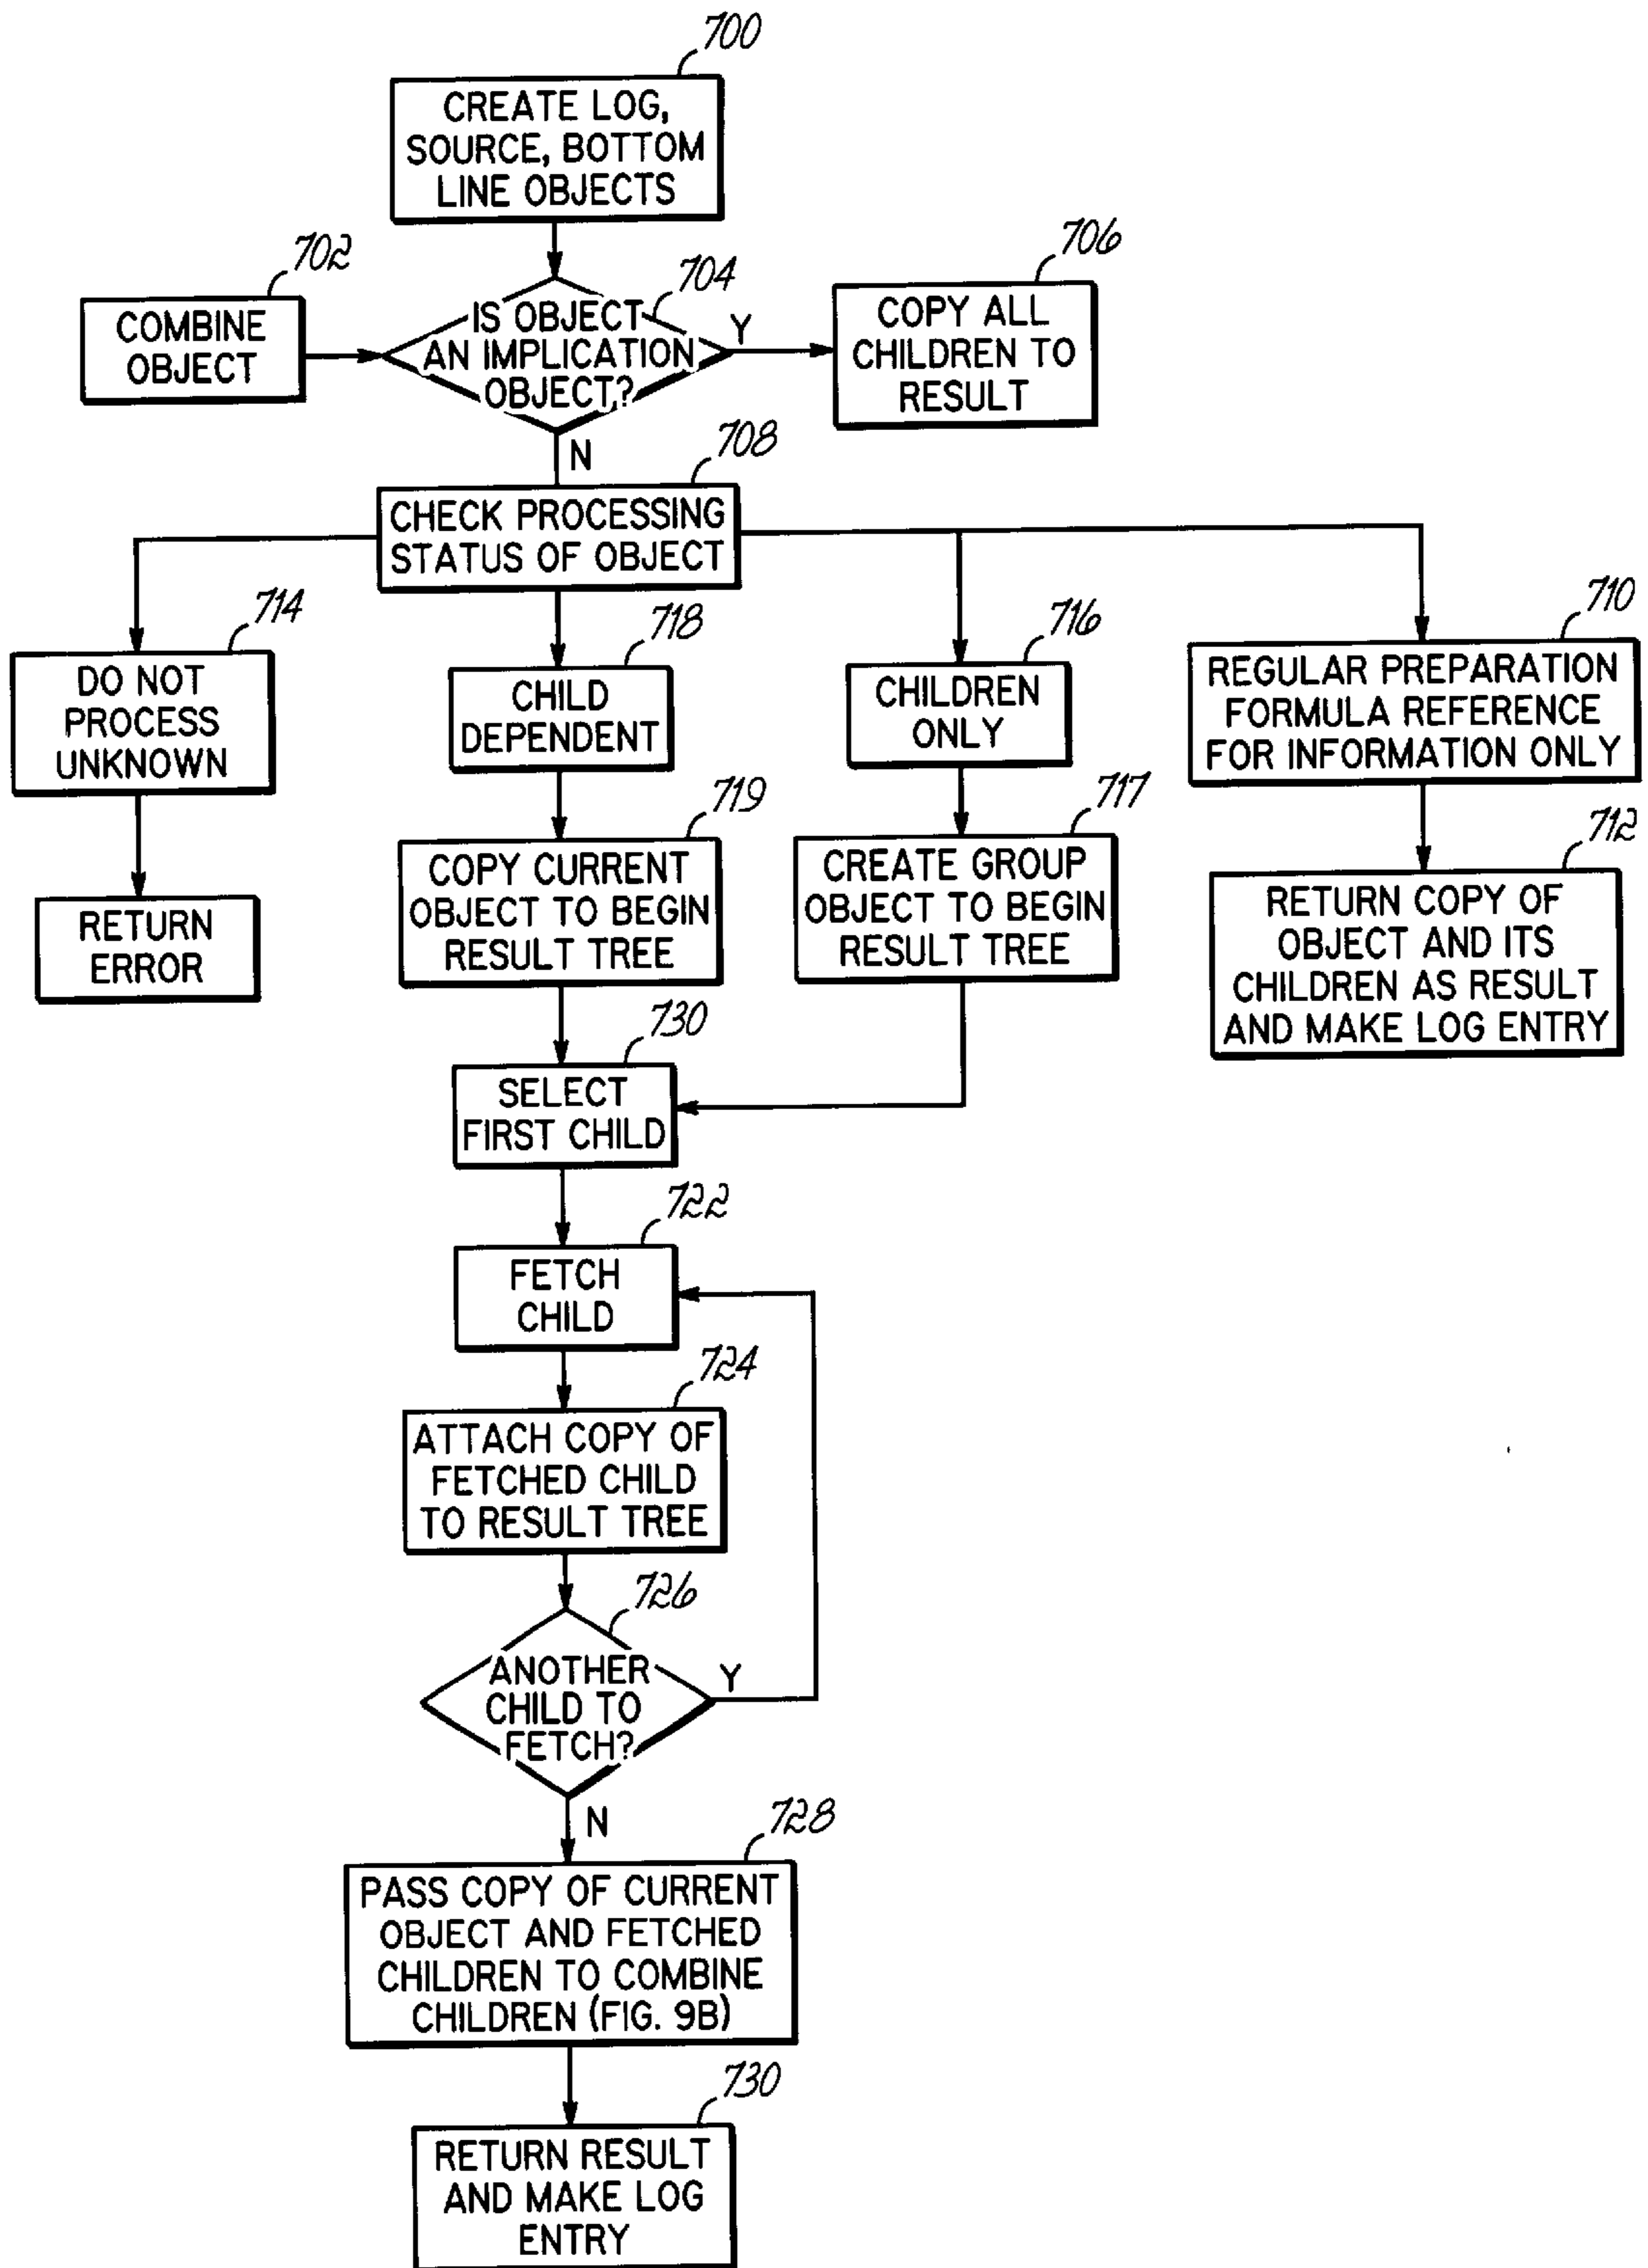 700
CREATE LOG,
SOURCE, BOTTOM
LINE OBJECTS
702
COMBINE
OBJECT
704
IS OBJECT
AN IMPLICATION
OBJECT?
Y
706
COPY ALL
CHILDREN TO
RESULT
N
708
CHECK PROCESSING
STATUS OF OBJECT
714
DO NOT
PROCESS
UNKNOWN
RETURN
ERROR
718
CHILD
DEPENDENT
719
COPY CURRENT
OBJECT TO BEGIN
RESULT TREE
716
CHILDREN
ONLY
717
CREATE GROUP
OBJECT TO BEGIN
RESULT TREE
710
REGULAR PREPARATION
FORMULA REFERENCE
FOR INFORMATION ONLY
712
RETURN COPY OF
OBJECT AND ITS
CHILDREN AS RESULT
AND MAKE LOG ENTRY
730
SELECT
FIRST CHILD
722
FETCH
CHILD
724
ATTACH COPY OF
FETCHED CHILD
TO RESULT TREE
726
ANOTHER
CHILD TO
FETCH?
Y
N
728
PASS COPY OF CURRENT
OBJECT AND FETCHED
CHILDREN TO COMBINE
CHILDREN (FIG. 9B)
730
RETURN RESULT
AND MAKE LOG
ENTRY